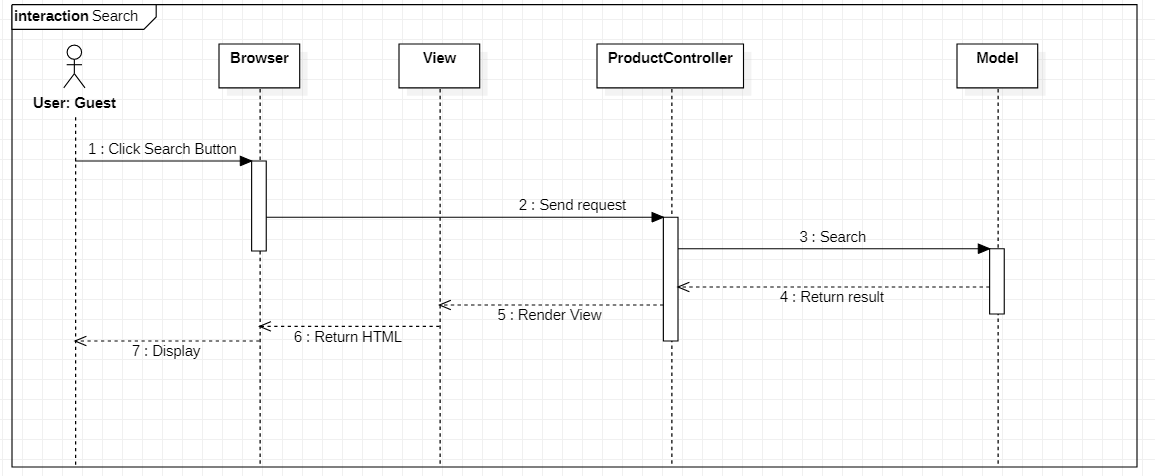 interaction Search
Browser
View
ProductController
Model
User: Guest
1 : Click Search Button
2 : Send request
3 : Search
4 : Return result
5 : Render View
6 : Return HTML
7 : Display